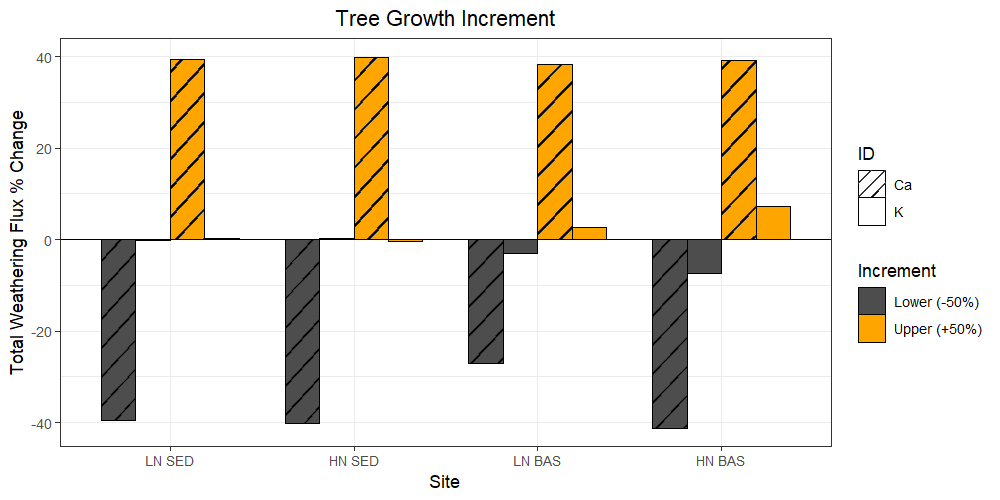 Tree Growth Increment
Total Weathering Flux % Change
40
20
0
-20
-40
LN SED
HN SED
LN BAS
HN BAS
Site
ID
Ca
K
Increment
Lower (-50%)
Upper (+50%)